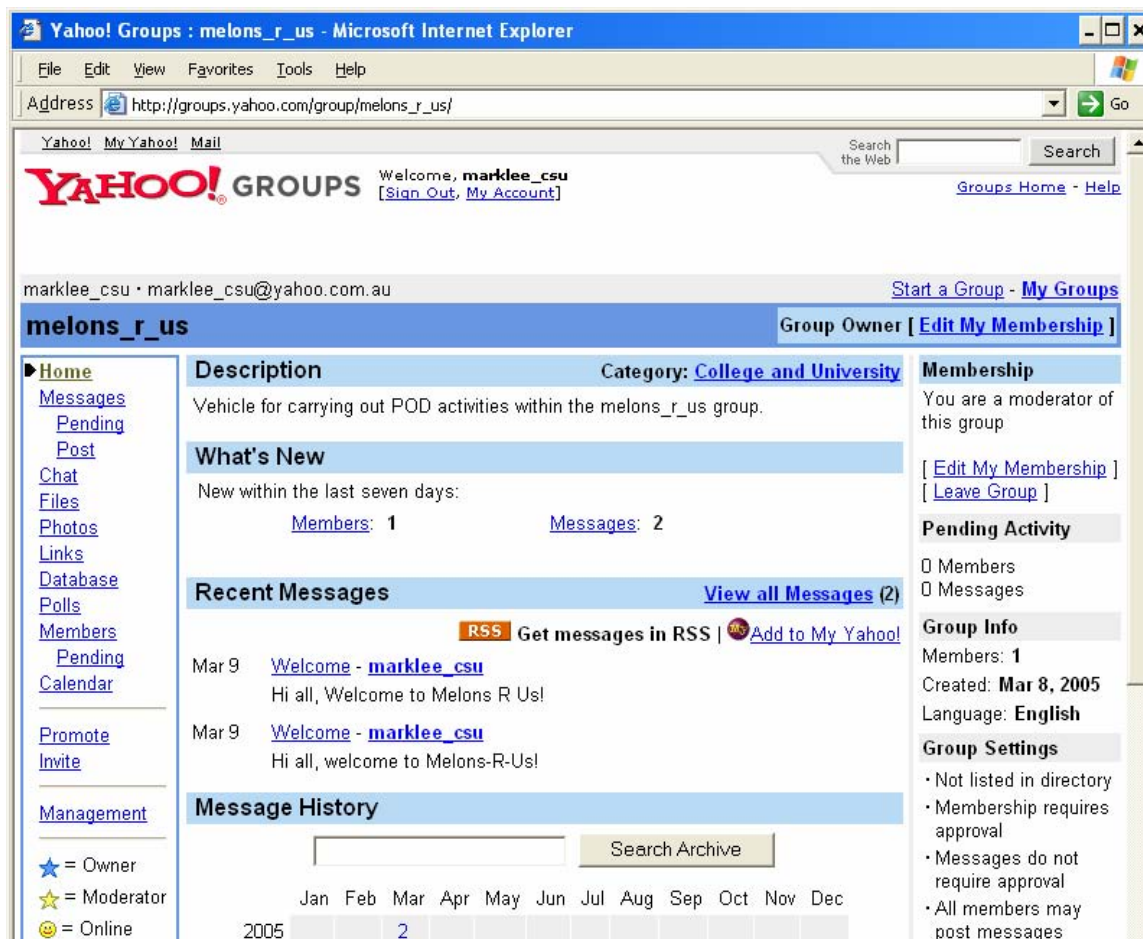 Yahoo! Groups : melons_r_us - Microsoft Internet Explorer
File Edit View Favorites Tools Help
Address http://groups.yahoo.com/group/melons_r_us/ Go
Yahoo! My Yahoo! Mail
Search the Web Search
YAHOO! GROUPS
Welcome, marklee_csu
[Sign Out, My Account]
Groups Home - Help
marklee_csu · marklee_csu@yahoo.com.au
Start a Group - My Groups
melons_r_us
Group Owner [ Edit My Membership ]
Home
Messages
Pending
Post
Chat
Files
Photos
Links
Database
Polls
Members
Pending
Calendar
Promote
Invite
Management
= Owner
= Moderator
= Online
Description Category: College and University
Vehicle for carrying out POD activities within the melons_r_us group.
What's New
New within the last seven days:
Members: 1 Messages: 2
Recent Messages View all Messages (2)
RSS Get messages in RSS | My Add to My Yahoo!
Mar 9 Welcome - marklee_csu
Hi all, Welcome to Melons R Us!
Mar 9 Welcome - marklee_csu
Hi all, welcome to Melons-R-Us!
Message History
Search Archive
Jan Feb Mar Apr May Jun Jul Aug Sep Oct Nov Dec
2005 2
Membership
You are a moderator of
this group
[ Edit My Membership ]
[ Leave Group ]
Pending Activity
0 Members
0 Messages
Group Info
Members: 1
Created: Mar 8, 2005
Language: English
Group Settings
· Not listed in directory
· Membership requires
approval
· Messages do not
require approval
· All members may
post messages